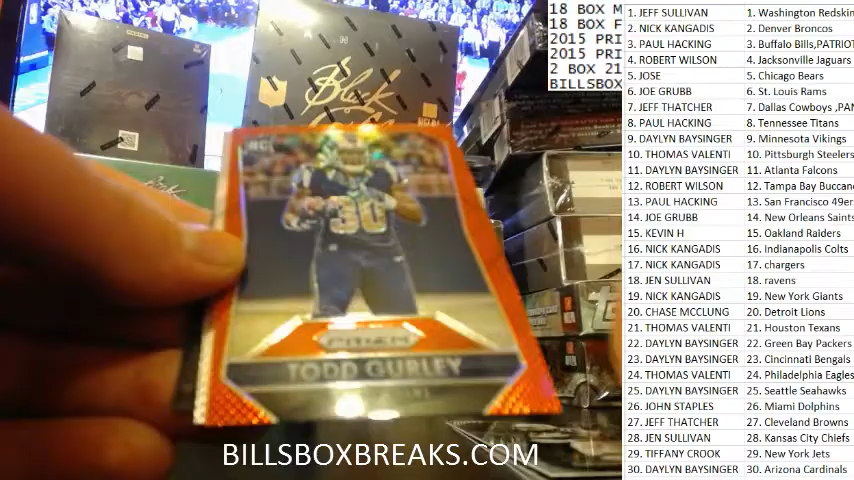 18 BOX M
18 BOX F
2015 PRI
2015 PRI
2 BOX 21
BILLSBOX
1. JEFF SULLIVAN 1. Washington Redskin
2. NICK KANGADIS 2. Denver Broncos
3. PAUL HACKING 3. Buffalo Bills,PATRIOT
4. ROBERT WILSON 4. Jacksonville Jaguars
5. JOSE 5. Chicago Bears
6. JOE GRUBB 6. St. Louis Rams
7. JEFF THATCHER 7. Dallas Cowboys ,PAN
8. PAUL HACKING 8. Tennessee Titans
9. DAYLYN BAYSINGER 9. Minnesota Vikings
10. THOMAS VALENTI 10. Pittsburgh Steelers
11. DAYLYN BAYSINGER 11. Atlanta Falcons
12. ROBERT WILSON 12. Tampa Bay Buccane
13. PAUL HACKING 13. San Francisco 49er
14. JOE GRUBB 14. New Orleans Saints
15. KEVIN H 15. Oakland Raiders
16. NICK KANGADIS 16. Indianapolis Colts
17. NICK KANGADIS 17. chargers
18. JEN SULLIVAN 18. ravens
19. NICK KANGADIS 19. New York Giants
20. CHASE MCCLUNG 20. Detroit Lions
21. THOMAS VALENTI 21. Houston Texans
22. DAYLYN BAYSINGER 22. Green Bay Packers
23. DAYLYN BAYSINGER 23. Cincinnati Bengals
24. THOMAS VALENTI 24. Philadelphia Eagles
25. DAYLYN BAYSINGER 25. Seattle Seahawks
26. JOHN STAPLES 26. Miami Dolphins
27. JEFF THATCHER 27. Cleveland Browns
28. JEN SULLIVAN 28. Kansas City Chiefs
29. TIFFANY CROOK 29. New York Jets
30. DAYLYN BAYSINGER 30. Arizona Cardinals
Black
RC
30
PRIZM
TODD GURLEY
BILLSBOXBREAKS.COM